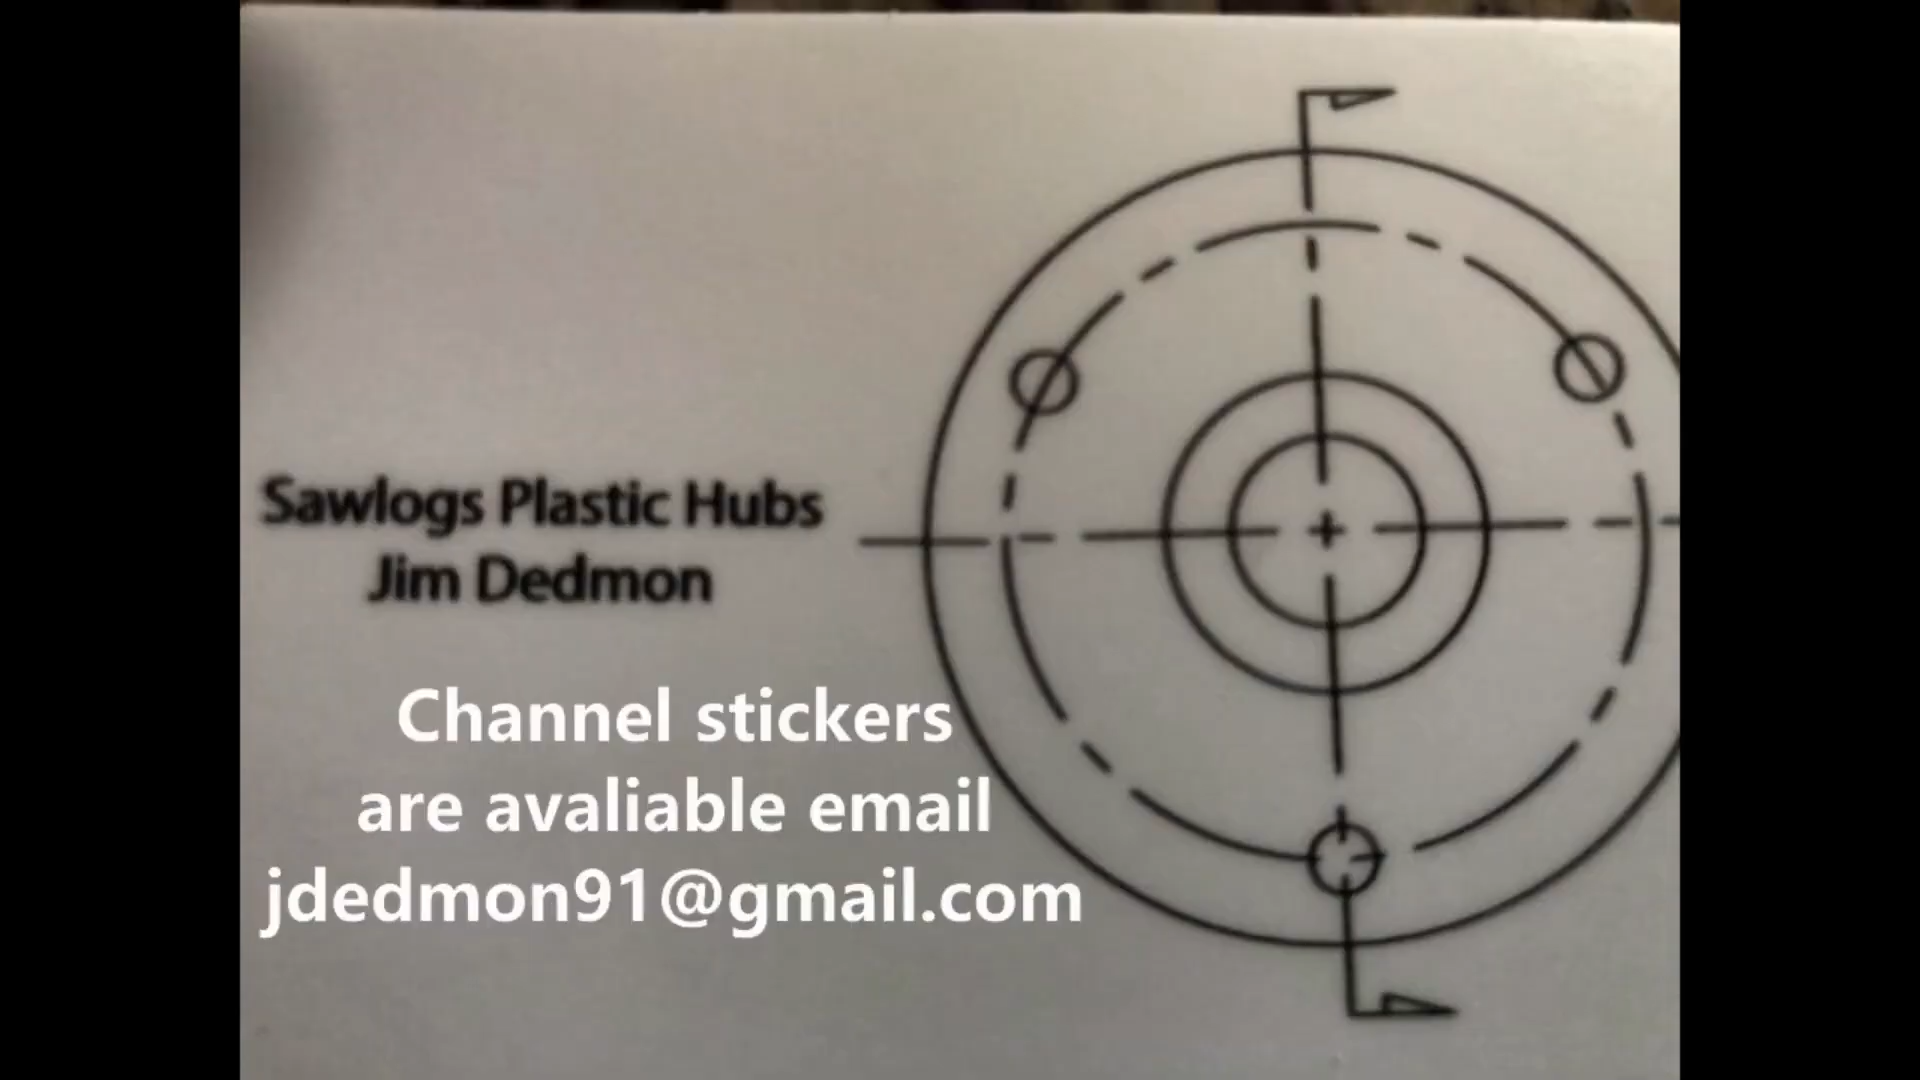 Sawlogs Plastic Hubs
Jim Dedmon
Channel stickers
are avaliable email
jdedmon91@gmail.com